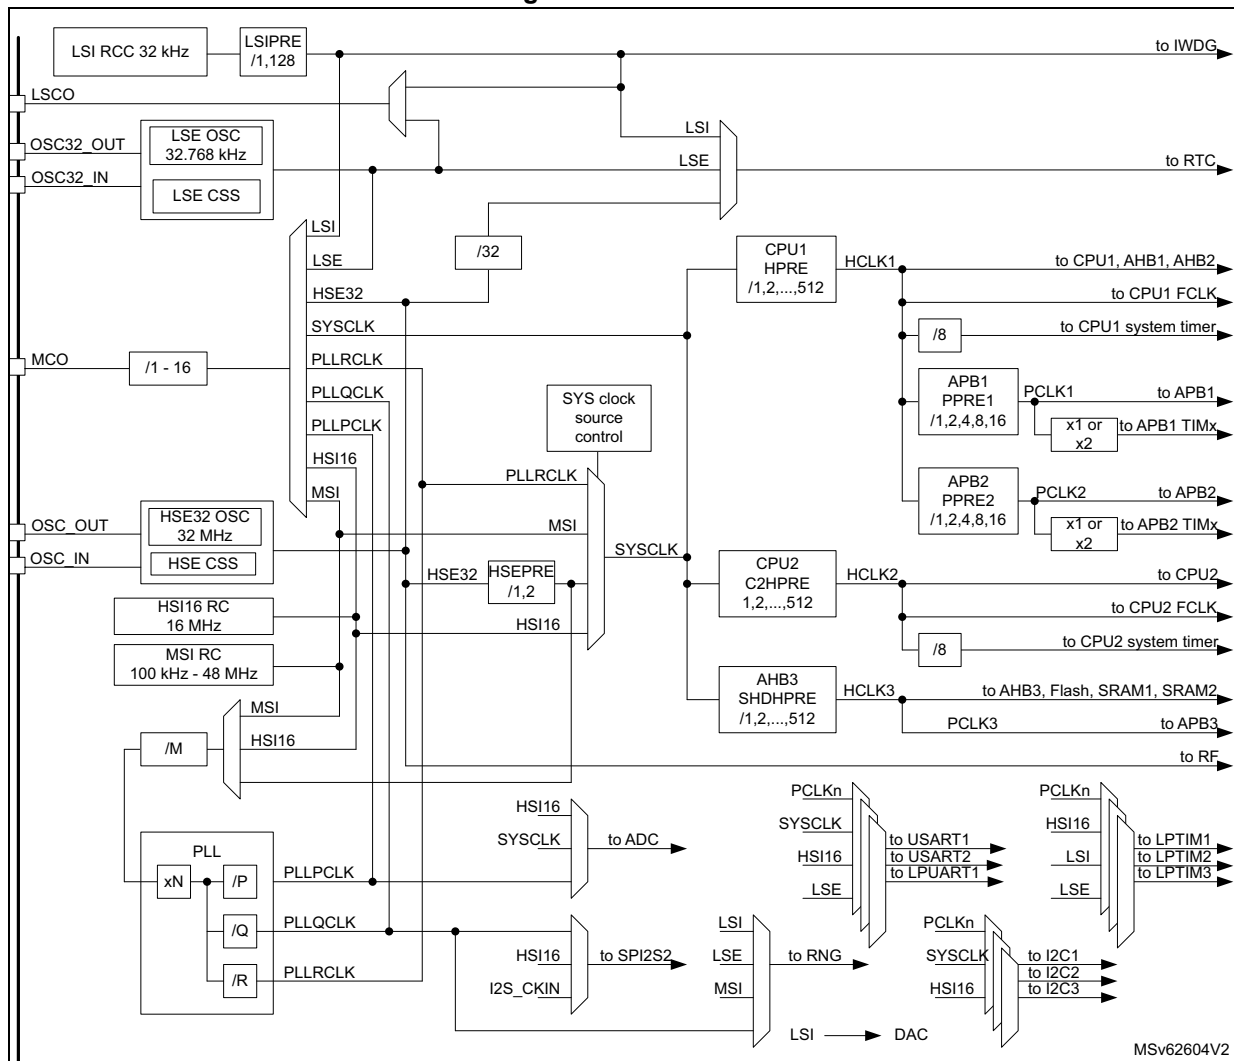 LSI RCC 32 kHz
LSIPRE
/1,128
to IWDG
LSCO
OSC32_OUT
OSC32_IN
LSE OSC
32.768 kHz
LSE CSS
LSI
LSE
to RTC
/32
LSI
LSE
HSE32
SYSCLK
PLLRCLK
PLLQCLK
PLLPCLK
HSI16
MSI
MCO
/1 - 16
CPU1
HPRE
/1,2,...,512
HCLK1
to CPU1, AHB1, AHB2
to CPU1 FCLK
/8
to CPU1 system timer
APB1
PPRE1
/1,2,4,8,16
PCLK1
to APB1
x1 or
x2
to APB1 TIMx
APB2
PPRE2
/1,2,4,8,16
PCLK2
to APB2
x1 or
x2
to APB2 TIMx
SYS clock
source
control
PLLRCLK
MSI
HSE32
HSEPRE
/1,2
HSI16
SYSCLK
OSC_OUT
OSC_IN
HSE32 OSC
32 MHz
HSE CSS
HSI16 RC
16 MHz
MSI RC
100 kHz - 48 MHz
CPU2
C2HPRE
1,2,...,512
HCLK2
to CPU2
to CPU2 FCLK
/8
to CPU2 system timer
AHB3
SHDHPRE
/1,2,...,512
HCLK3
to AHB3, Flash, SRAM1, SRAM2
PCLK3
to APB3
to RF
MSI
HSI16
/M
PLL
xN
/P
/Q
/R
PLLPCLK
PLLQCLK
PLLRCLK
HSI16
SYSCLK
to ADC
HSI16
I2S_CKIN
to SPI2S2
LSI
LSE
MSI
to RNG
PCLKn
SYSCLK
HSI16
LSE
to USART1
to USART2
to LPUART1
PCLKn
HSI16
LSI
LSE
to LPTIM1
to LPTIM2
to LPTIM3
PCLKn
SYSCLK
HSI16
to I2C1
to I2C2
to I2C3
LSI
DAC
MSv62604V2